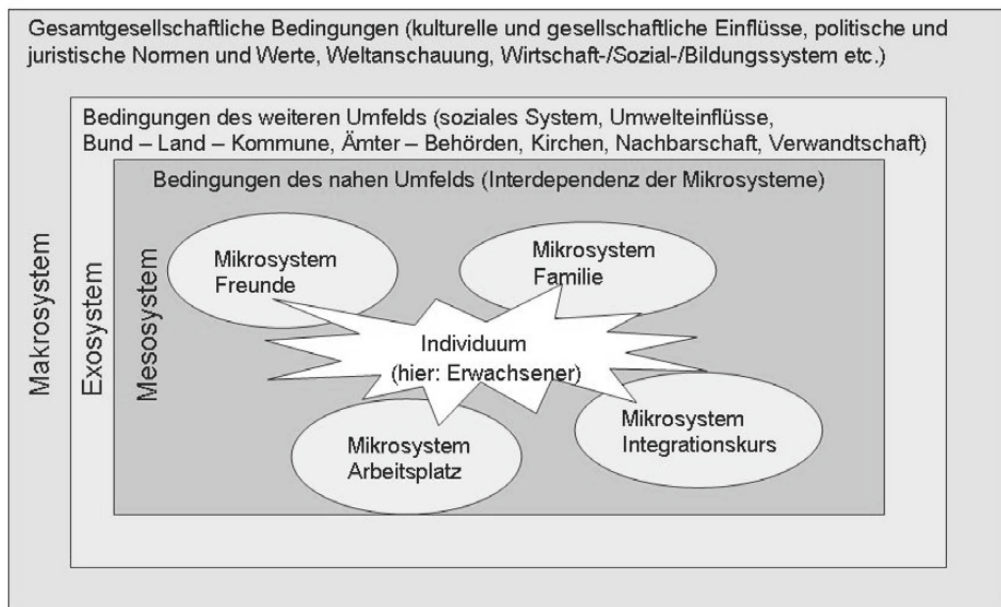 Gesamtgesellschaftliche Bedingungen (kulturelle und gesellschaftliche Einflüsse, politische und
juristische Normen und Werte, Weltanschauung, Wirtschaft-/Sozial-/Bildungssystem etc.)
Bedingungen des weiteren Umfelds (soziales System, Umwelteinflüsse,
Bund – Land – Kommune, Ämter – Behörden, Kirchen, Nachbarschaft, Verwandtschaft)
Bedingungen des nahen Umfelds (Interdependenz der Mikrosysteme)
Makrosystem
Exosystem
Mesosystem
Mikrosystem
Freunde
Mikrosystem
Familie
Individuum
(hier: Erwachsener)
Mikrosystem
Arbeitsplatz
Mikrosystem
Integrationskurs